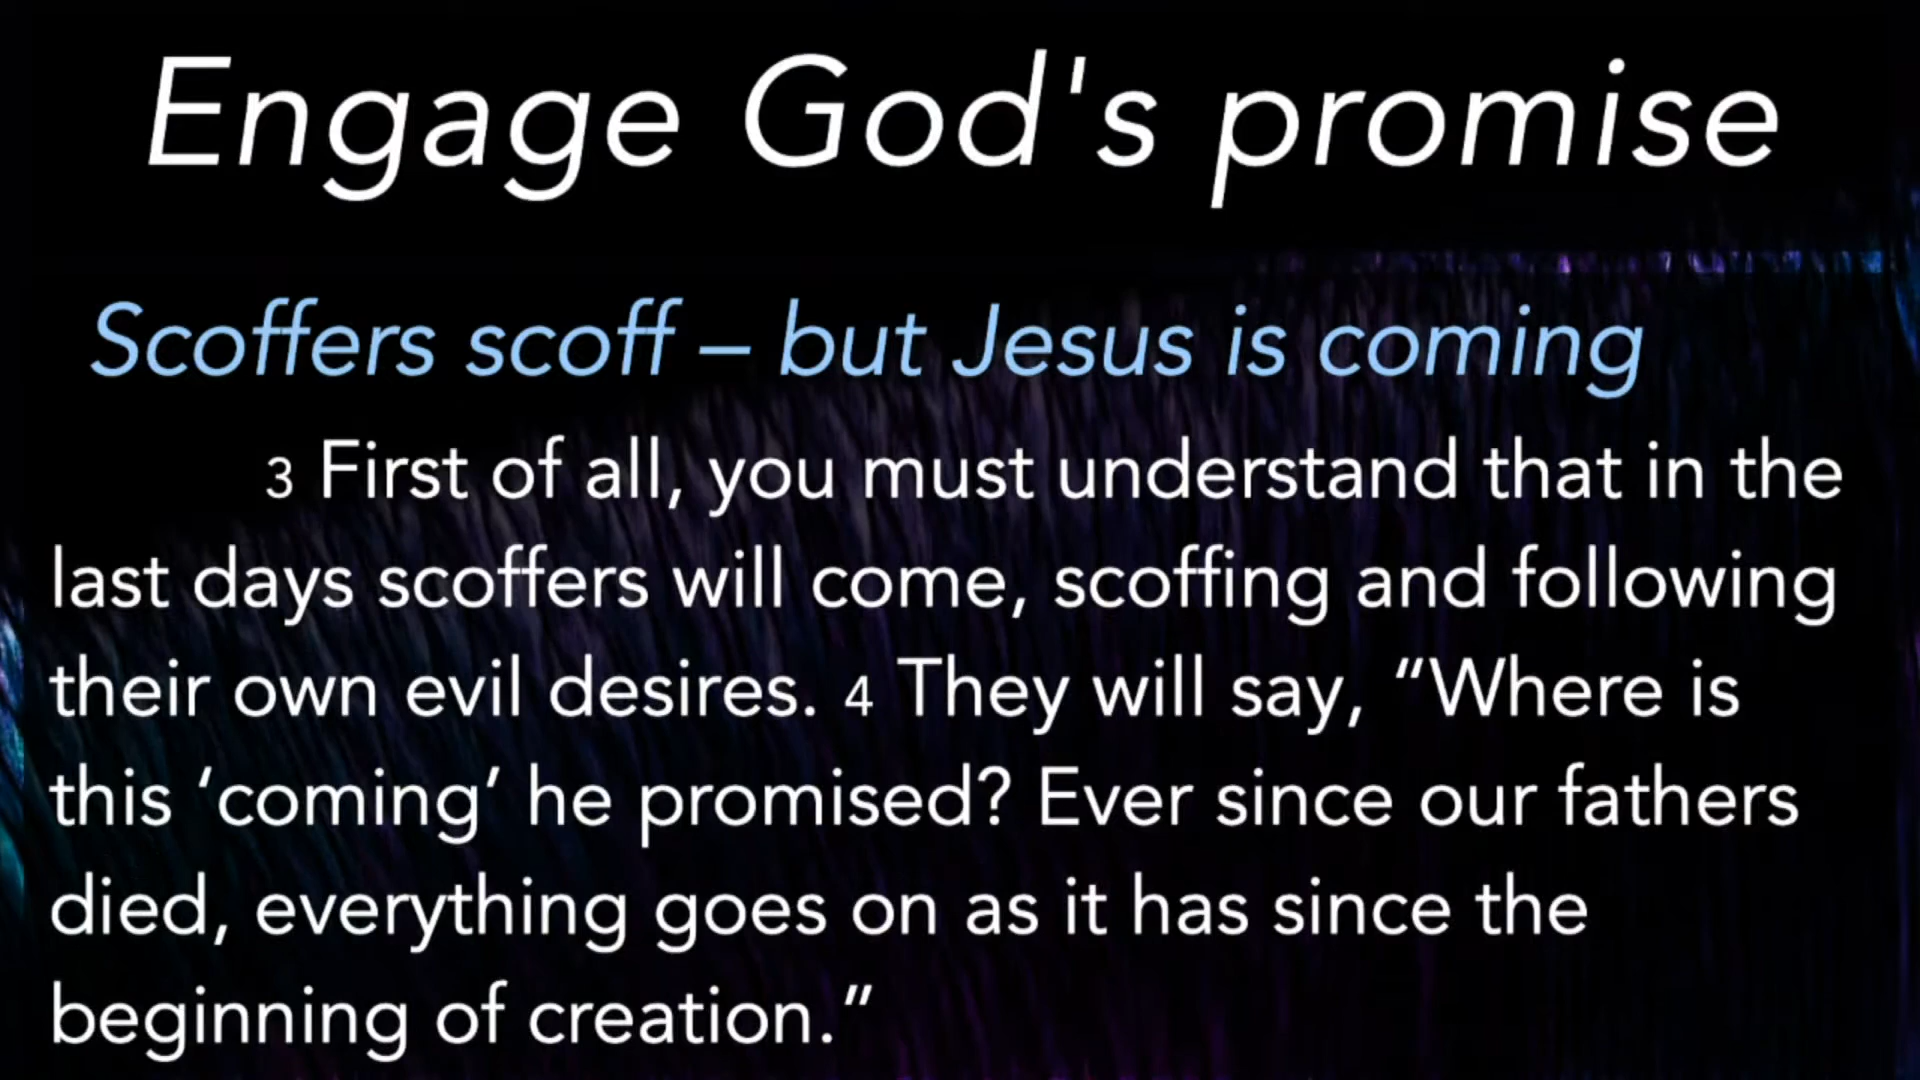 Engage God's promise
Scoffers scoff – but Jesus is coming
3 First of all, you must understand that in the
last days scoffers will come, scoffing and following
their own evil desires. 4 They will say, “Where is
this ‘coming’ he promised? Ever since our fathers
died, everything goes on as it has since the
beginning of creation.”